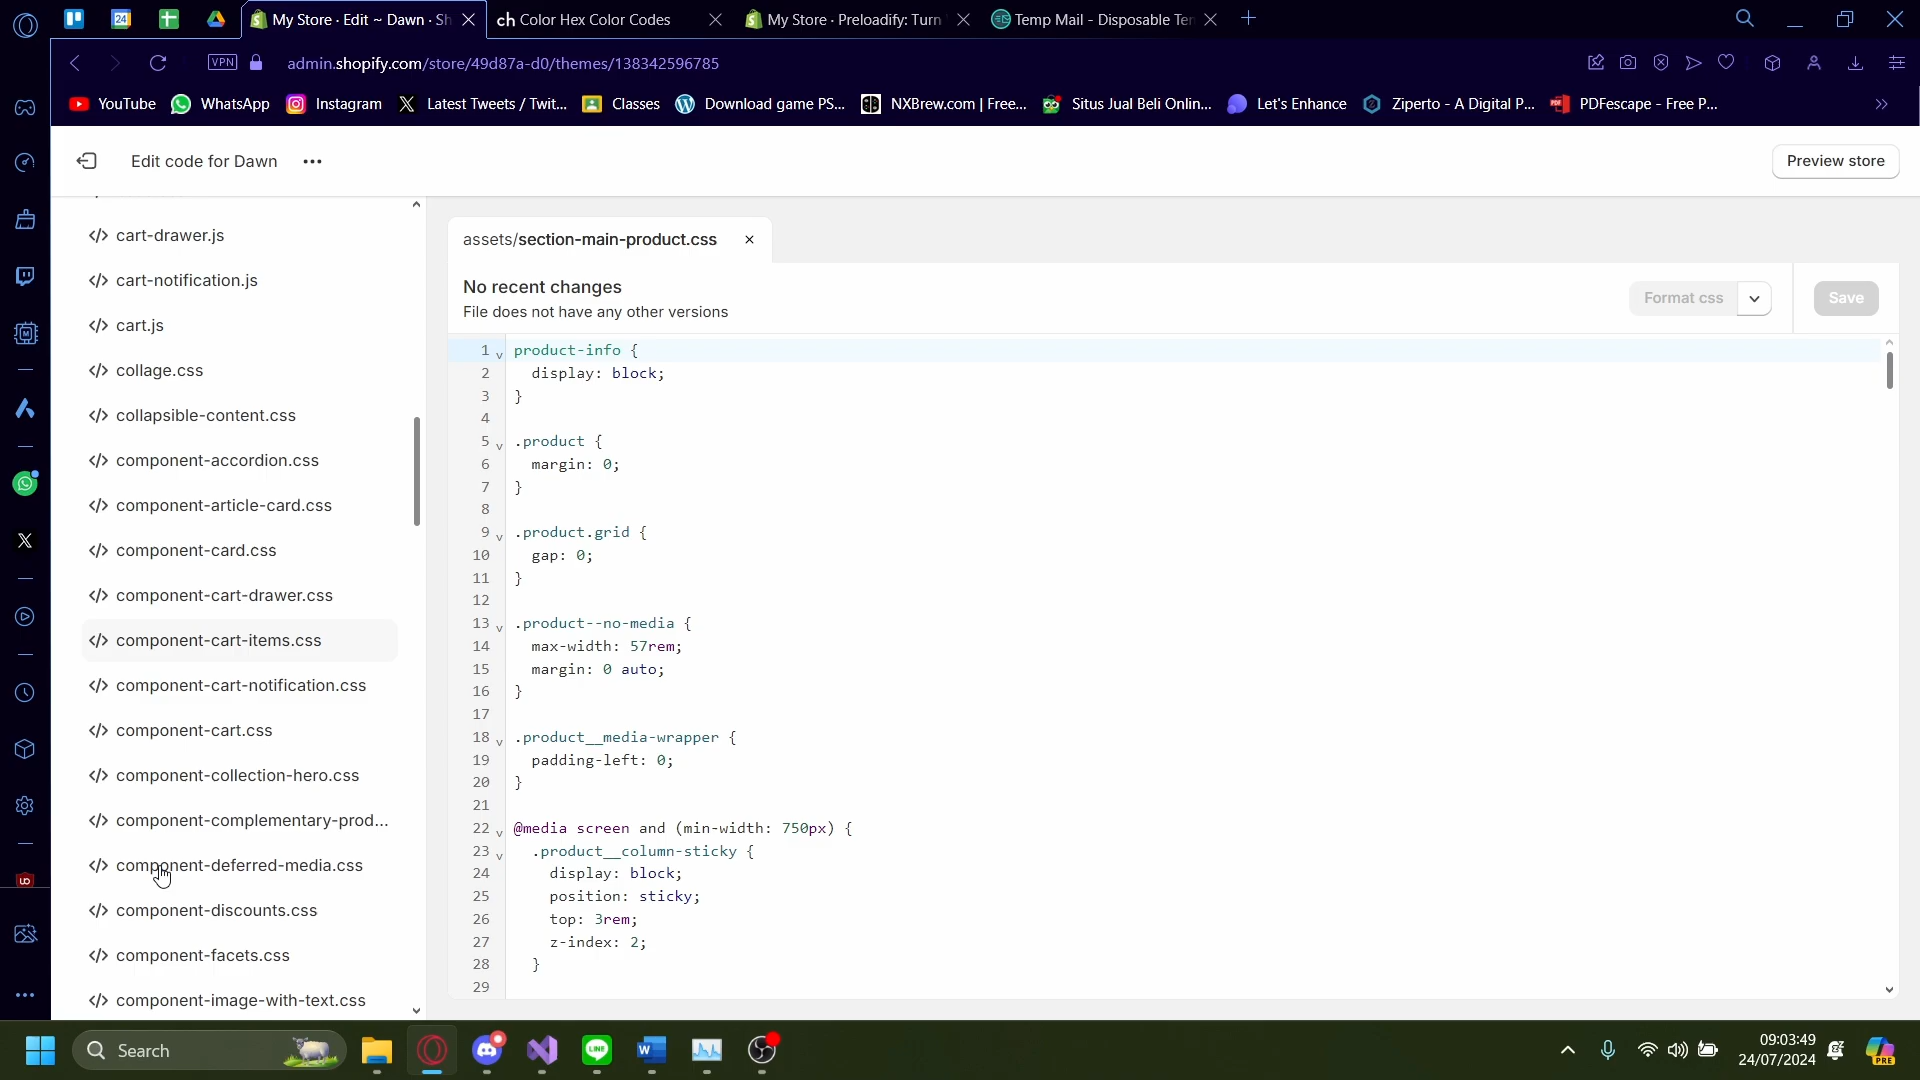 My Store · Edit ~ Dawn · Sh
Color Hex Color Codes
My Store · Preloadify: Turn
Temp Mail - Disposable Te
VPN
admin.shopify.com/store/49d87a-d0/themes/138342596785
YouTube
WhatsApp
Instagram
Latest Tweets / Twit...
Classes
Download game PS...
NXBrew.com | Free...
Situs Jual Beli Onlin...
Let's Enhance
Ziperto - A Digital P...
PDFescape - Free P...
Edit code for Dawn
Preview store
cart-drawer.js
cart-notification.js
cart.js
collage.css
collapsible-content.css
component-accordion.css
component-article-card.css
component-card.css
component-cart-drawer.css
component-cart-items.css
component-cart-notification.css
component-cart.css
component-collection-hero.css
component-complementary-prod...
component-deferred-media.css
component-discounts.css
component-facets.css
component-image-with-text.css
assets/section-main-product.css
No recent changes
File does not have any other versions
Format css
Save
1 product-info {
2 display: block;
3 }
4
5 .product {
6 margin: 0;
7 }
8
9 .product.grid {
10 gap: 0;
11 }
12
13 .product--no-media {
14 max-width: 57rem;
15 margin: 0 auto;
16 }
17
18 .product__media-wrapper {
19 padding-left: 0;
20 }
21
22 @media screen and (min-width: 750px) {
23 .product__column-sticky {
24 display: block;
25 position: sticky;
26 top: 3rem;
27 z-index: 2;
28 }
29
Search
09:03:49
24/07/2024